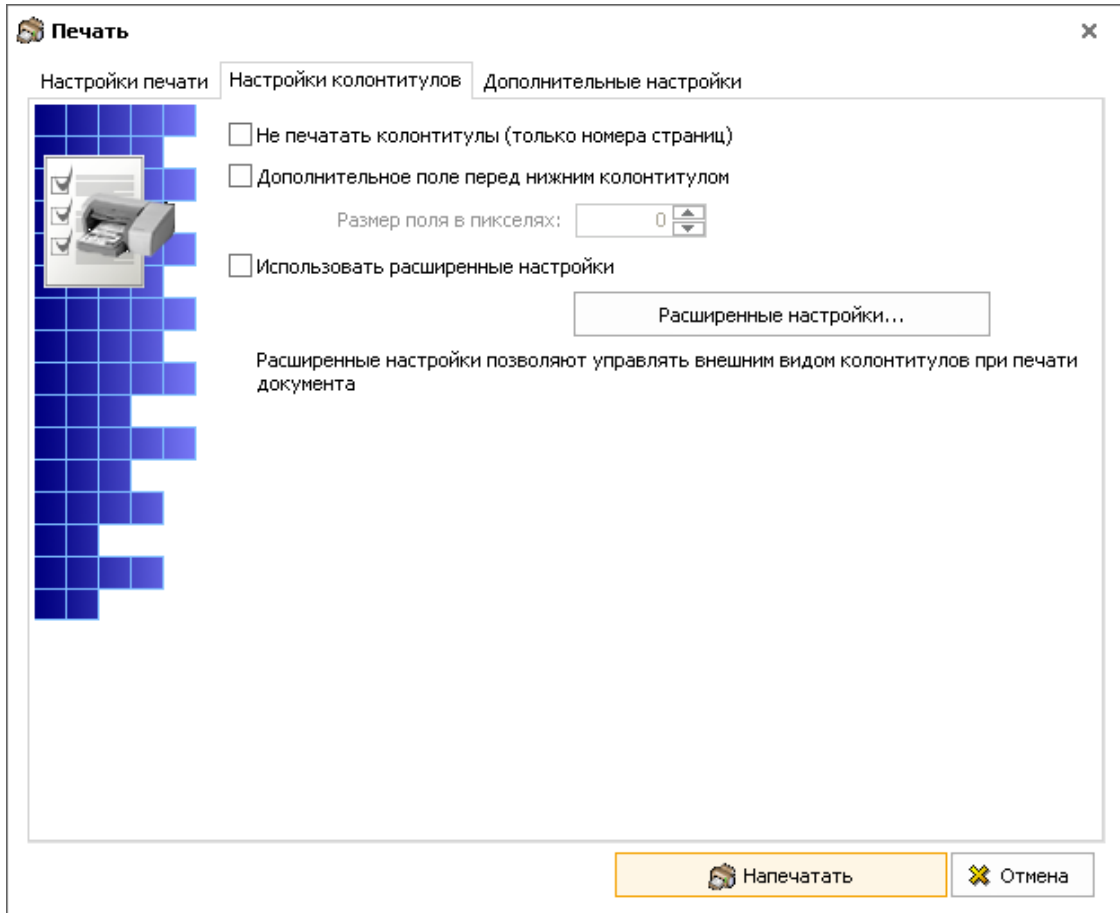 Печать
Настройки печати Настройки колонтитулов Дополнительные настройки
Не печатать колонтитулы (только номера страниц)
Дополнительное поле перед нижним колонтитулом
Размер поля в пикселях: 0
Использовать расширенные настройки
Расширенные настройки...
Расширенные настройки позволяют управлять внешним видом колонтитулов при печати
документа
Напечатать Отмена